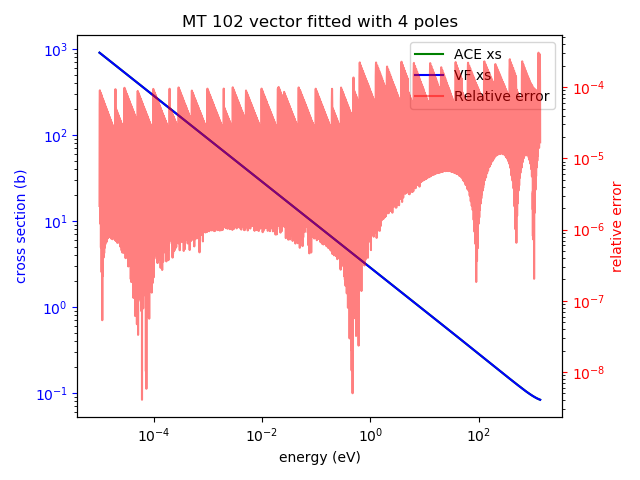 MT 102 vector fitted with 4 poles
ACE xs
VF xs
Relative error
10³
10²
10¹
10⁰
10⁻¹
cross section (b)
10⁻⁴
10⁻⁵
10⁻⁶
10⁻⁷
10⁻⁸
relative error
10⁻⁴
10⁻²
10⁰
10²
energy (eV)